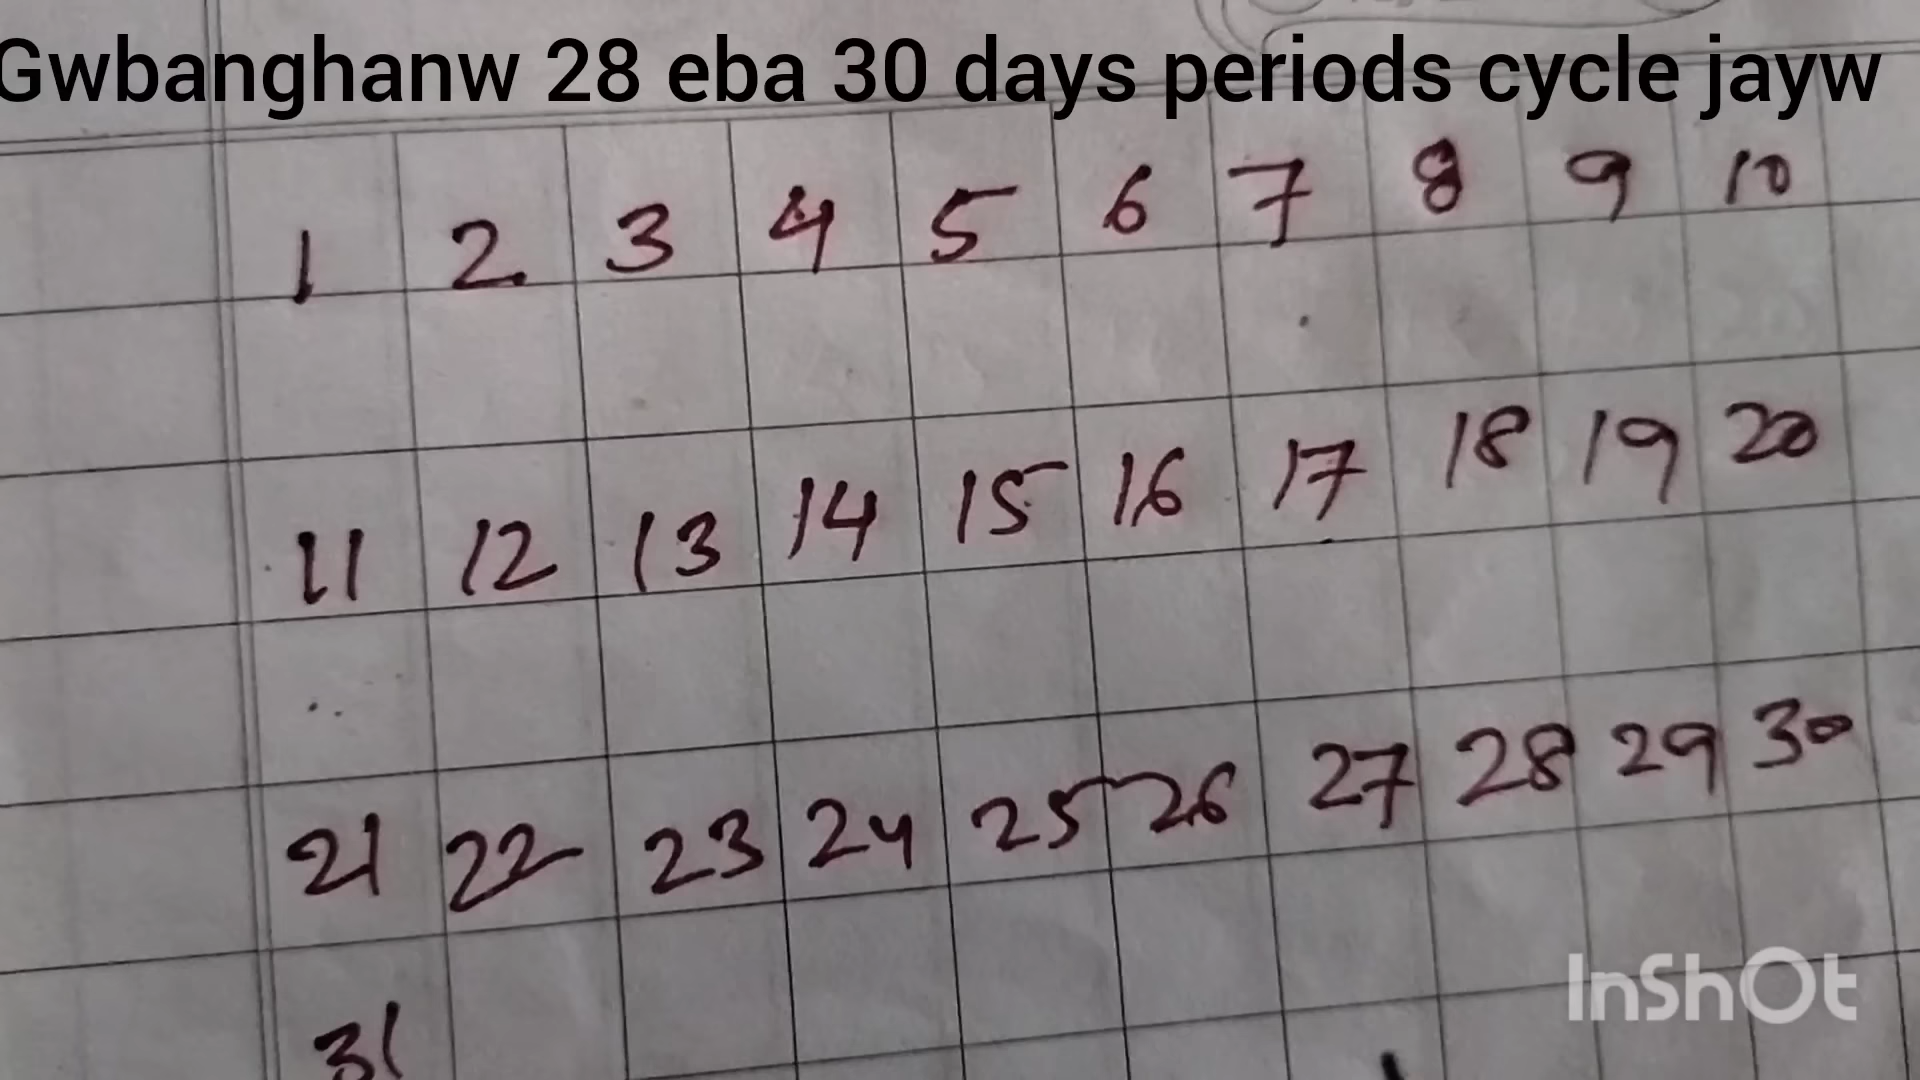 Gwbanghanw 28 eba 30 days periods cycle jayw
1 2 3 4 5 6 7 8 9 10
11 12 13 14 15 16 17 18 19 20
21 22 23 24 25 26 27 28 29 30
31
InShOt